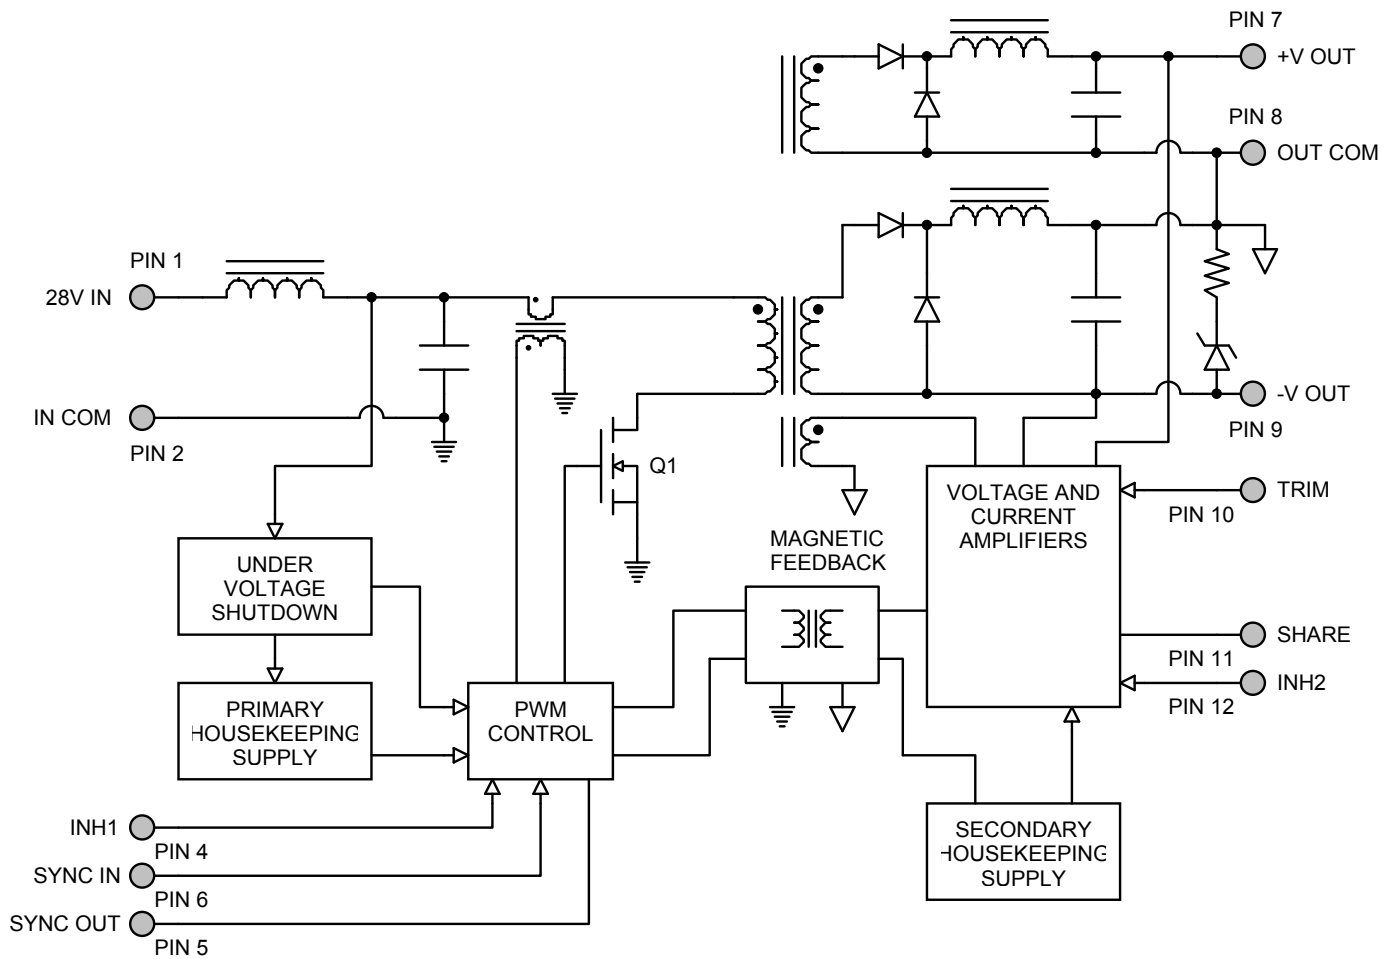 PIN 7
+V OUT
PIN 8
OUT COM
PIN 1
28V IN
IN COM
PIN 2
-V OUT
PIN 9
Q1
VOLTAGE AND
CURRENT
AMPLIFIERS
TRIM
PIN 10
MAGNETIC
FEEDBACK
UNDER
VOLTAGE
SHUTDOWN
SHARE
PIN 11
INH2
PIN 12
PRIMARY
HOUSEKEEPING
SUPPLY
PWM
CONTROL
INH1
PIN 4
SYNC IN
PIN 6
SYNC OUT
PIN 5
SECONDARY
HOUSEKEEPING
SUPPLY